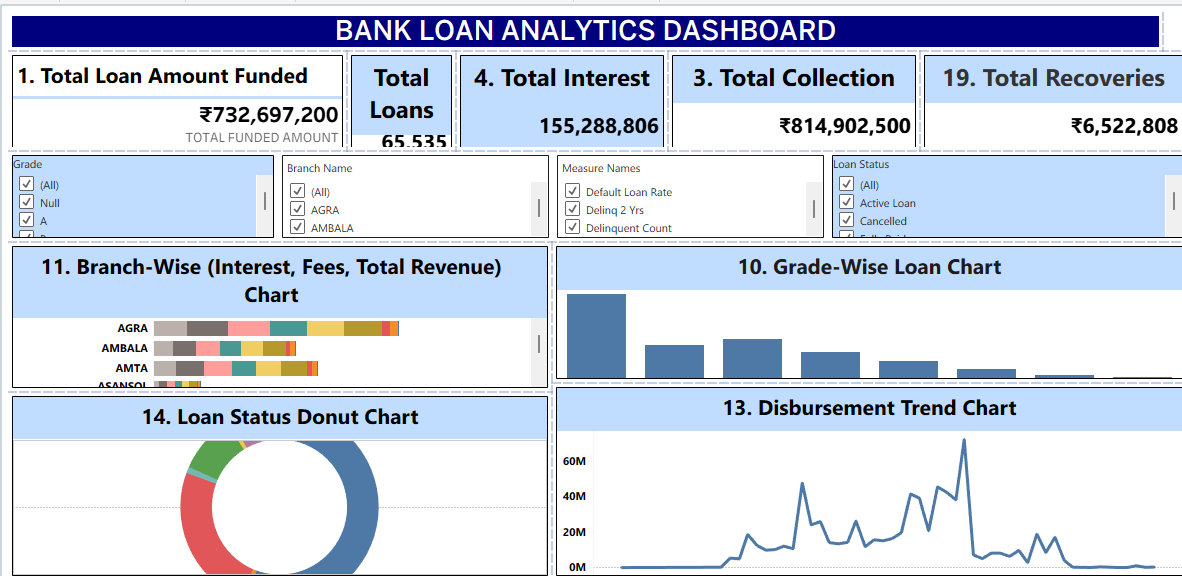 BANK LOAN ANALYTICS DASHBOARD
1. Total Loan Amount Funded
₹732,697,200
TOTAL FUNDED AMOUNT
Total
Loans
65,535
4. Total Interest
155,288,806
3. Total Collection
₹814,902,500
19. Total Recoveries
₹6,522,808
Grade
(All)
Null
A
Branch Name
(All)
AGRA
AMBALA
Measure Names
Default Loan Rate
Delinq 2 Yrs
Delinquent Count
Loan Status
(All)
Active Loan
Cancelled
11. Branch-Wise (Interest, Fees, Total Revenue)
Chart
AGRA
AMBALA
AMTA
ASANSOL
10. Grade-Wise Loan Chart
14. Loan Status Donut Chart
13. Disbursement Trend Chart
60M
40M
20M
0M